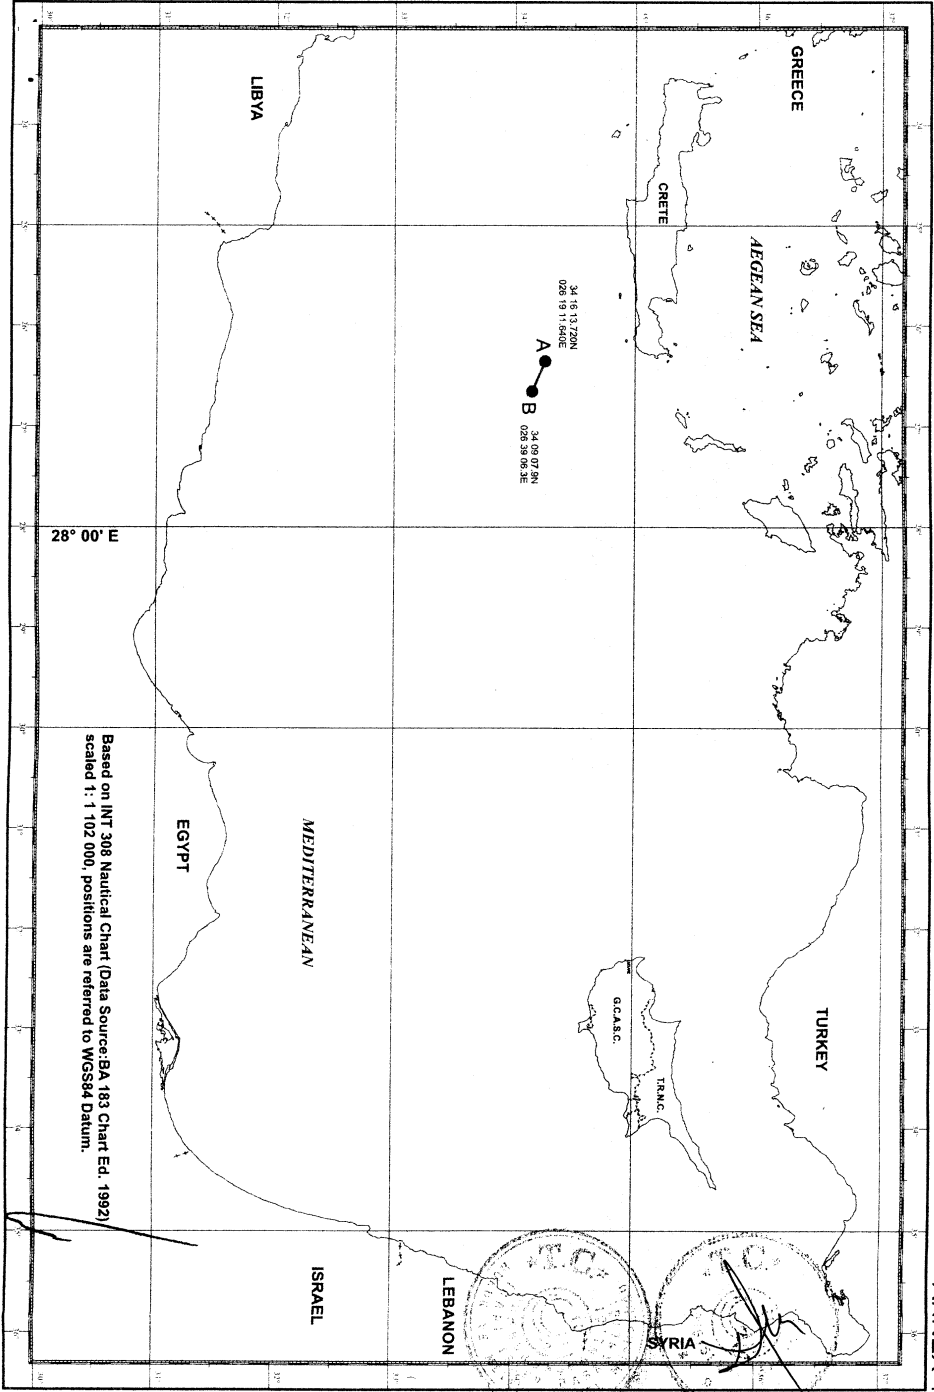 GREECE
CRETE
AEGEAN SEA
LIBYA
34 16 13.720N
026 19 11.640E
A
B
34 09 07.9N
026 39 06.3E
28° 00' E
TURKEY
G.C.A.S.C.
T.R.N.C.
MEDITERRANEAN
EGYPT
Based on INT 308 Nautical Chart (Data Source:BA 183 Chart Ed. 1992)
scaled 1: 1 102 000, positions are referred to WGS84 Datum.
ISRAEL
LEBANON
SYRIA
T.C.
T.C.